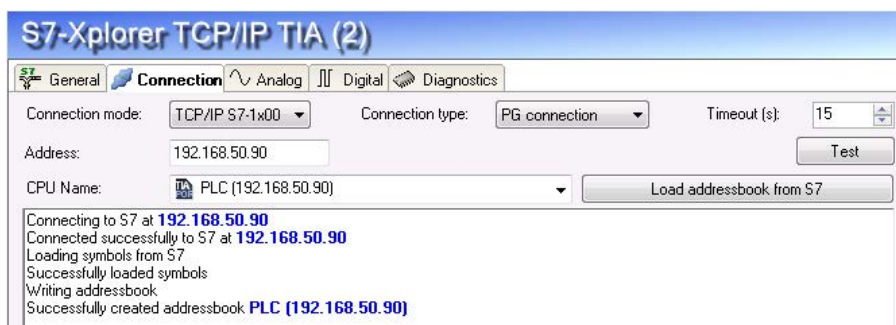 S7-Xplorer TCP/IP TIA (2)
General Connection Analog Digital Diagnostics
Connection mode: TCP/IP S7-1x00 Connection type: PG connection Timeout (s): 15
Address: 192.168.50.90 Test
CPU Name: PLC (192.168.50.90) Load addressbook from S7
Connecting to S7 at 192.168.50.90
Connected successfully to S7 at 192.168.50.90
Loading symbols from S7
Successfully loaded symbols
Writing addressbook
Successfully created addressbook PLC (192.168.50.90)